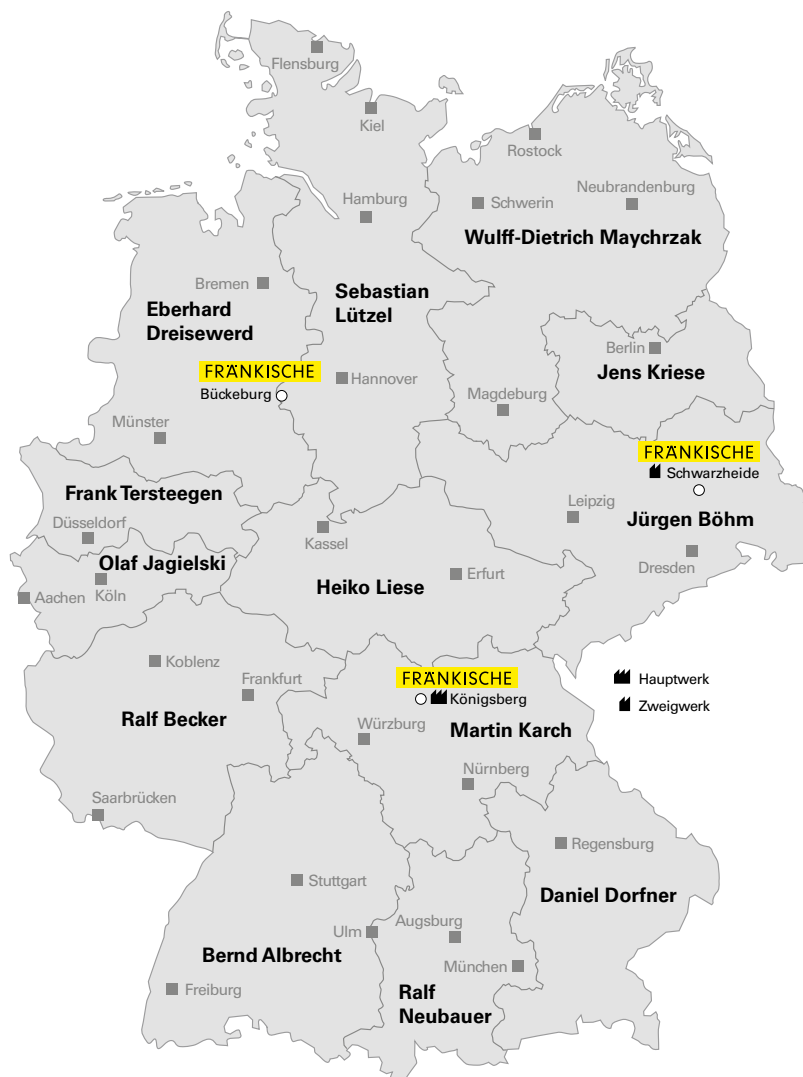 Flensburg
Kiel
Rostock
Hamburg
Schwerin
Neubrandenburg
Wulff-Dietrich Maychrzak
Bremen
Eberhard
Dreisewerd
Sebastian
Lützel
Berlin
Jens Kriese
FRÄNKISCHE
Bückeburg
Hannover
Magdeburg
Münster
FRÄNKISCHE
Schwarzheide
Frank Tersteegen
Düsseldorf
Leipzig
Jürgen Böhm
Kassel
Olaf Jagielski
Aachen
Köln
Heiko Liese
Erfurt
Dresden
Koblenz
Frankfurt
Ralf Becker
FRÄNKISCHE
Königsberg
Hauptwerk
Zweigwerk
Würzburg
Martin Karch
Nürnberg
Saarbrücken
Regensburg
Stuttgart
Daniel Dorfner
Ulm
Augsburg
Bernd Albrecht
München
Freiburg
Ralf
Neubauer